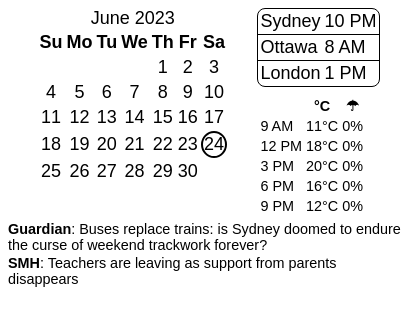 June 2023
Su Mo Tu We Th Fr Sa
1 2 3
4 5 6 7 8 9 10
11 12 13 14 15 16 17
18 19 20 21 22 23 24
25 26 27 28 29 30
Sydney 10 PM
Ottawa 8 AM
London 1 PM
°C ☂
9 AM 11°C 0%
12 PM 18°C 0%
3 PM 20°C 0%
6 PM 16°C 0%
9 PM 12°C 0%
Guardian: Buses replace trains: is Sydney doomed to endure
the curse of weekend trackwork forever?
SMH: Teachers are leaving as support from parents
disappears